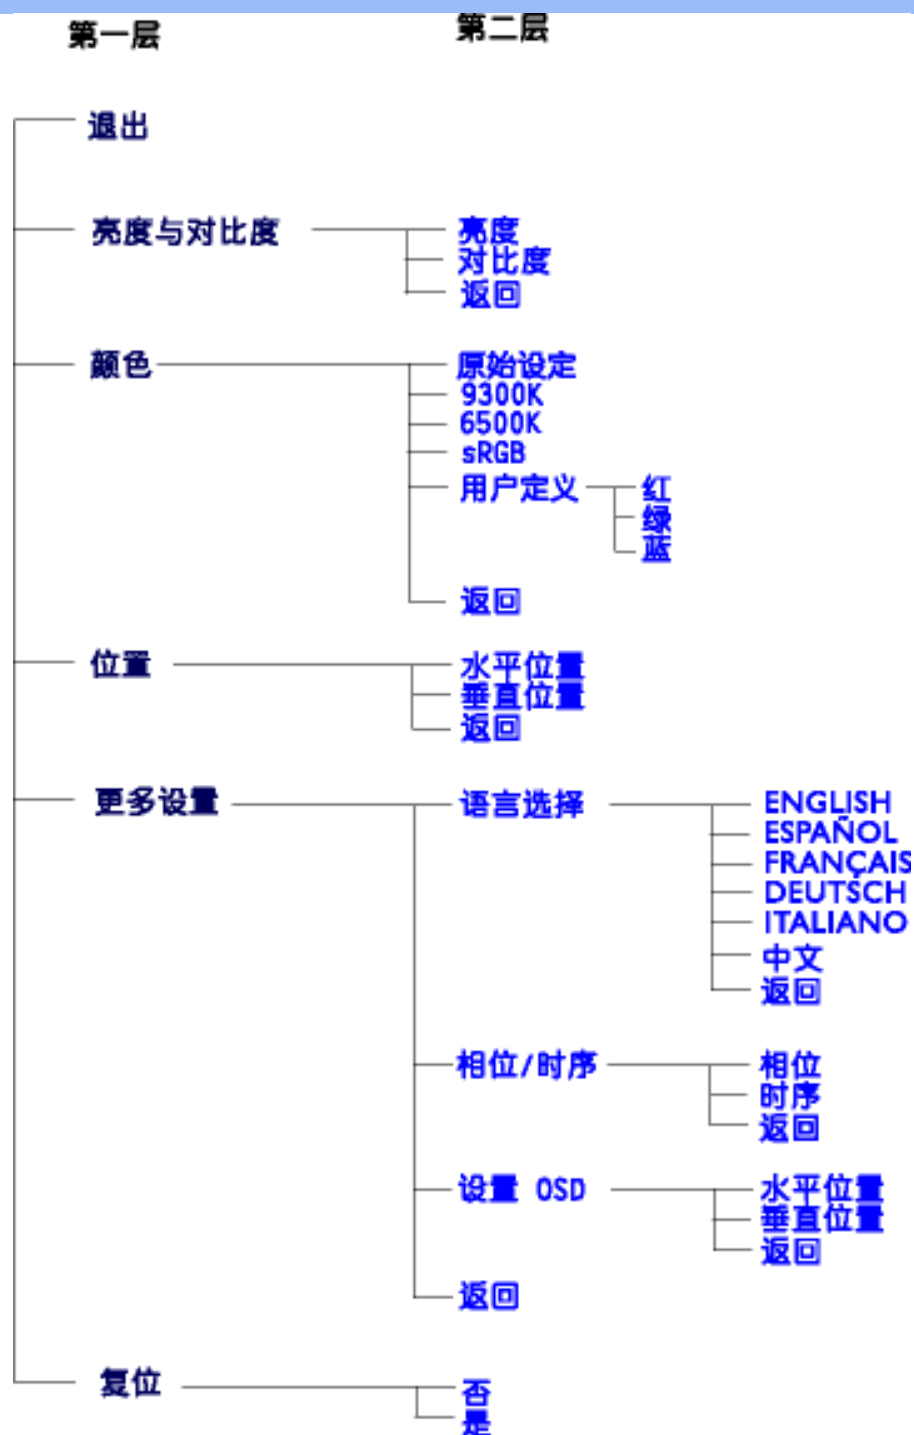 第一层 第二层
退出
亮度与对比度 亮度
对比度
返回
颜色 原始设定
9300K
6500K
sRGB
用户定义 红
绿
蓝
返回
位置 水平位置
垂直位置
返回
更多设置 语言选择 ENGLISH
ESPAÑOL
FRANÇAIS
DEUTSCH
ITALIANO
中文
返回
相位/时序 相位
时序
返回
设置 OSD 水平位置
垂直位置
返回
返回
复位 否
是